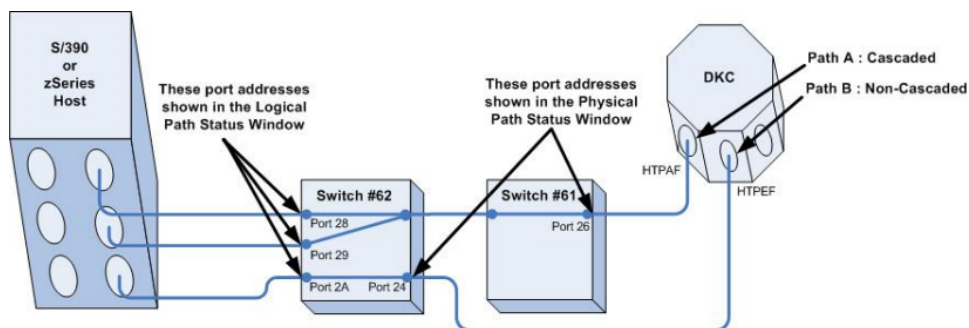 S/390
or
zSeries
Host
These port addresses
shown in the Logical
Path Status Window
These port addresses
shown in the Physical
Path Status Window
DKC
Path A : Cascaded
Path B : Non-Cascaded
HTPAF
HTPEF
Switch #62
Port 28
Port 29
Port 2A
Port 24
Switch #61
Port 26